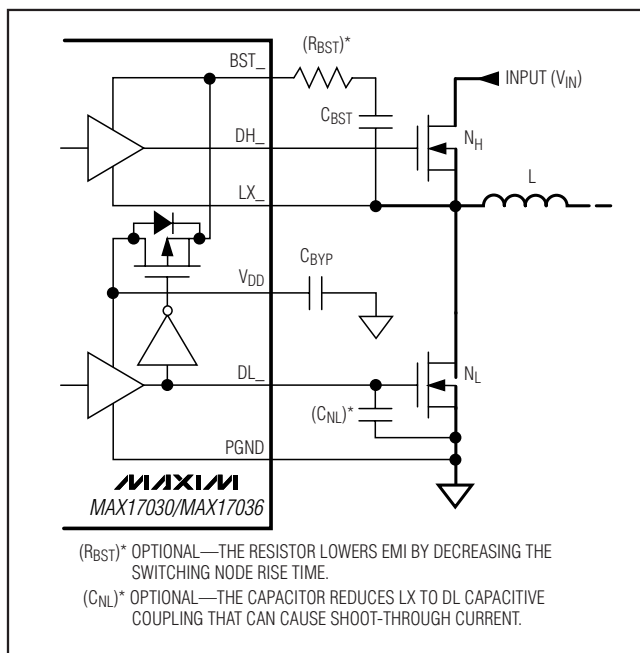 BST_
(RBST)*
INPUT (VIN)
CBST
DH_
NH
LX_
L
CBYP
VDD
DL_
NL
(CNL)*
PGND
MAXIM
MAX17030/MAX17036
(RBST)* OPTIONAL—THE RESISTOR LOWERS EMI BY DECREASING THE
SWITCHING NODE RISE TIME.
(CNL)* OPTIONAL—THE CAPACITOR REDUCES LX TO DL CAPACITIVE
COUPLING THAT CAN CAUSE SHOOT-THROUGH CURRENT.